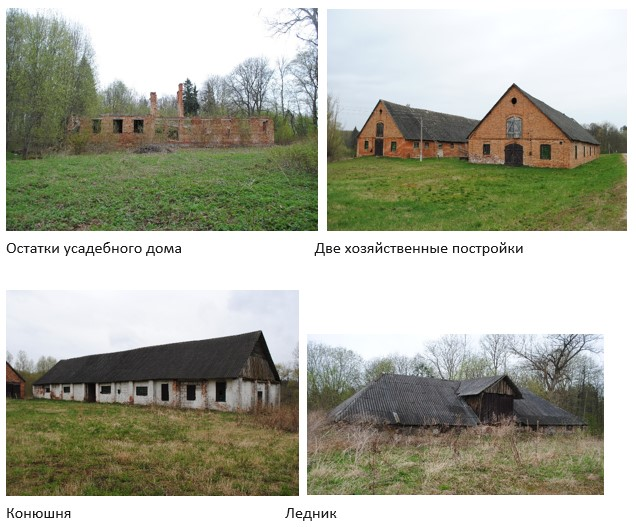 Остатки усадебного дома
Две хозяйственные постройки
Конюшня
Ледник